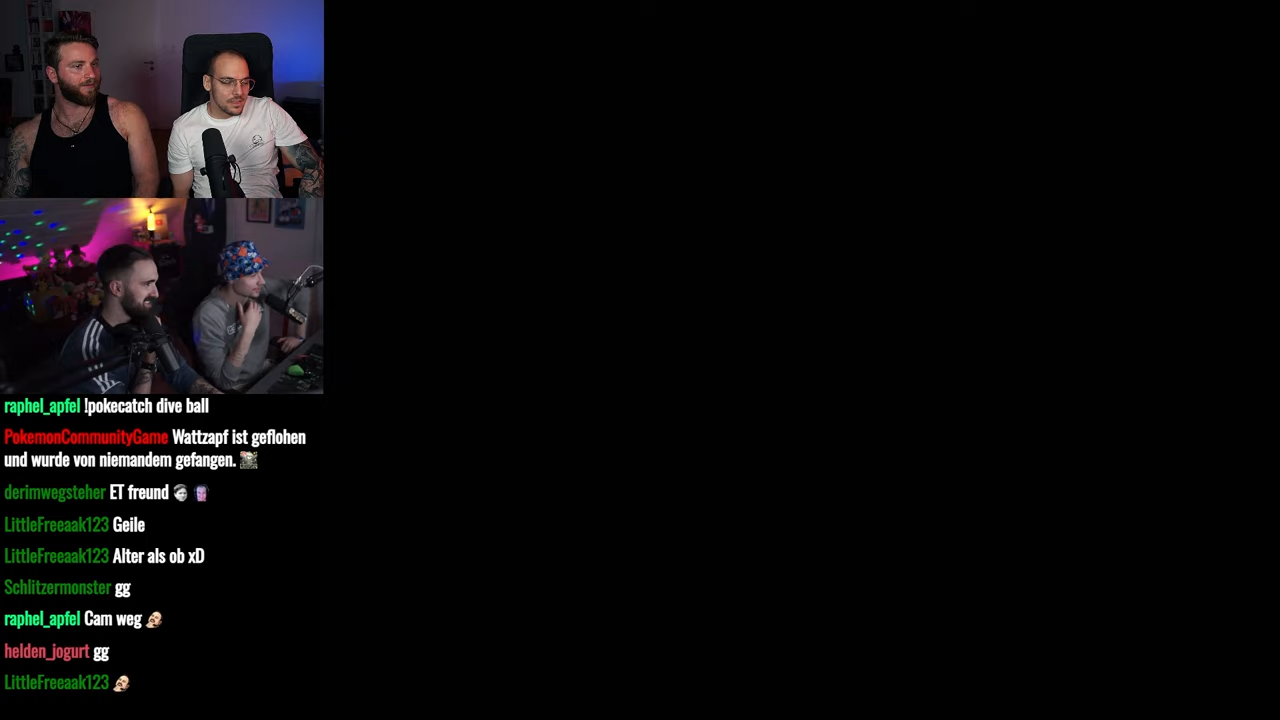 raphel_apfel !pokecatch dive ball
PokemonCommunityGame Wattzapf ist geflohen
und wurde von niemandem gefangen.
derimwegsteher ET freund
LittleFreeaak123 Geile
LittleFreeaak123 Alter als ob xD
Schlitzermonster gg
raphel_apfel Cam weg
helden_jogurt gg
LittleFreeaak123